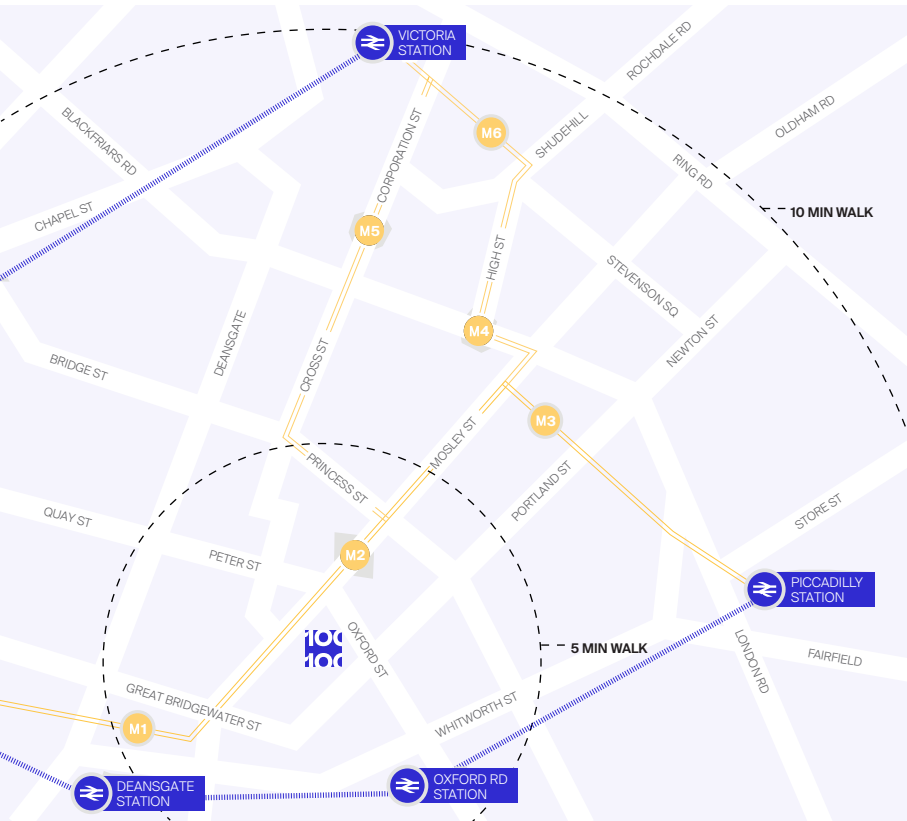 VICTORIA
STATION
ROCHDALE RD
OLDHAM RD
BLACKFRIARS RD
CORPORATION ST
M6
SHUDEHILL
RING RD
CHAPEL ST
10 MIN WALK
M5
HIGH ST
STEVENSON SQ
DEANSGATE
M4
NEWTON ST
BRIDGE ST
CROSS ST
M3
MOSLEY ST
PRINCESS ST
PORTLAND ST
QUAY ST
STORE ST
PETER ST
M2
PICCADILLY
STATION
100
100
OXFORD ST
5 MIN WALK
LONDON RD
FAIRFIELD
GREAT BRIDGEWATER ST
WHITWORTH ST
M1
DEANSGATE
STATION
OXFORD RD
STATION